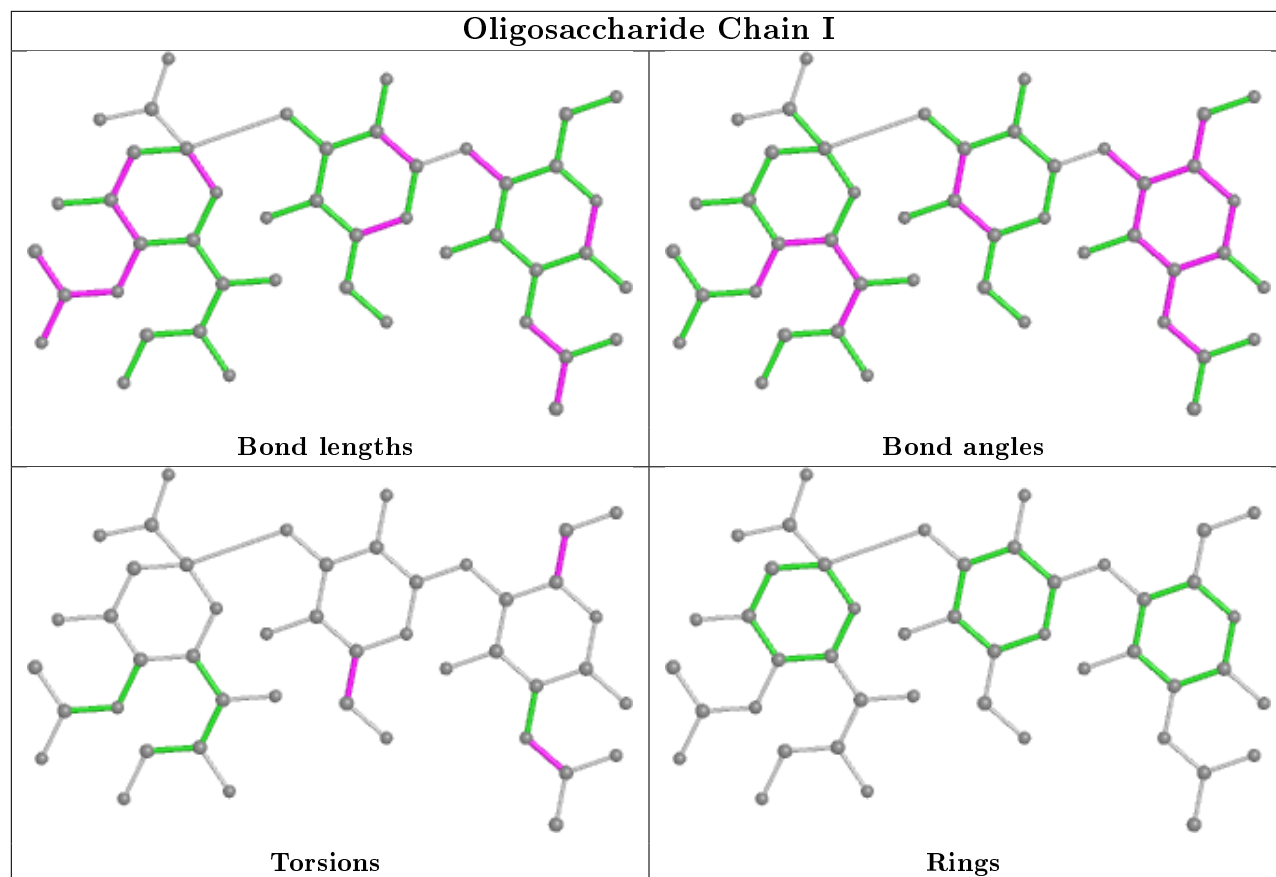 Oligosaccharide Chain I
Bond lengths
Bond angles
Torsions
Rings